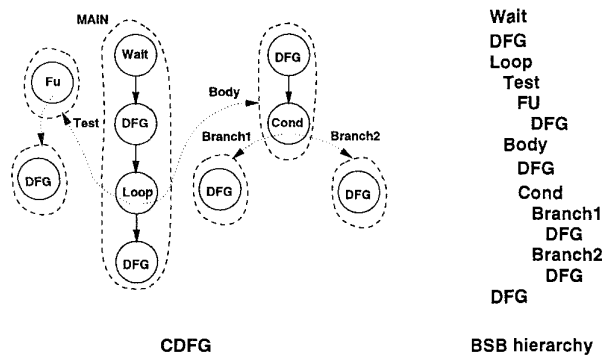 MAIN
Wait
DFG
Loop
DFG
Fu
Test
DFG
Body
DFG
Cond
Branch1
Branch2
DFG
DFG
CDFG
Wait
DFG
Loop
Test
FU
DFG
Body
DFG
Cond
Branch1
DFG
Branch2
DFG
DFG
BSB hierarchy